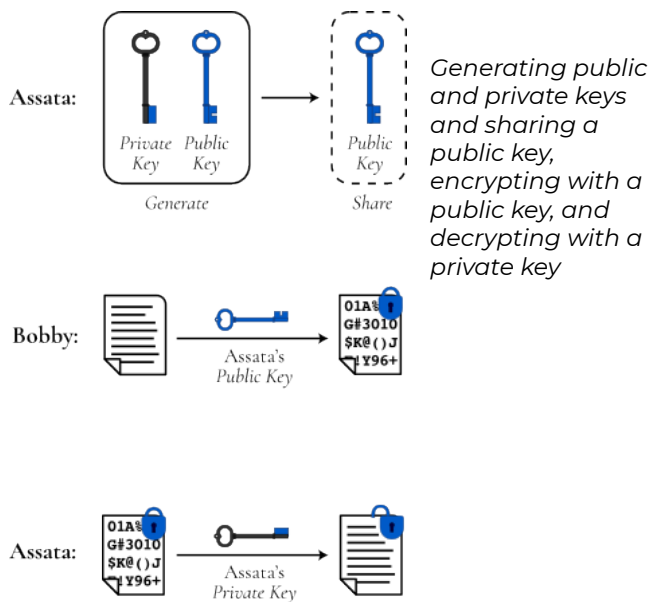 Assata:
Private Key
Public Key
Generate
Public Key
Share
Generating public
and private keys
and sharing a
public key,
encrypting with a
public key, and
decrypting with a
private key
Bobby:
Assata's
Public Key
01A%
G#3010
$K@()J
!Y96+
Assata:
01A%
G#3010
$K@()J
!Y96+
Assata's
Private Key